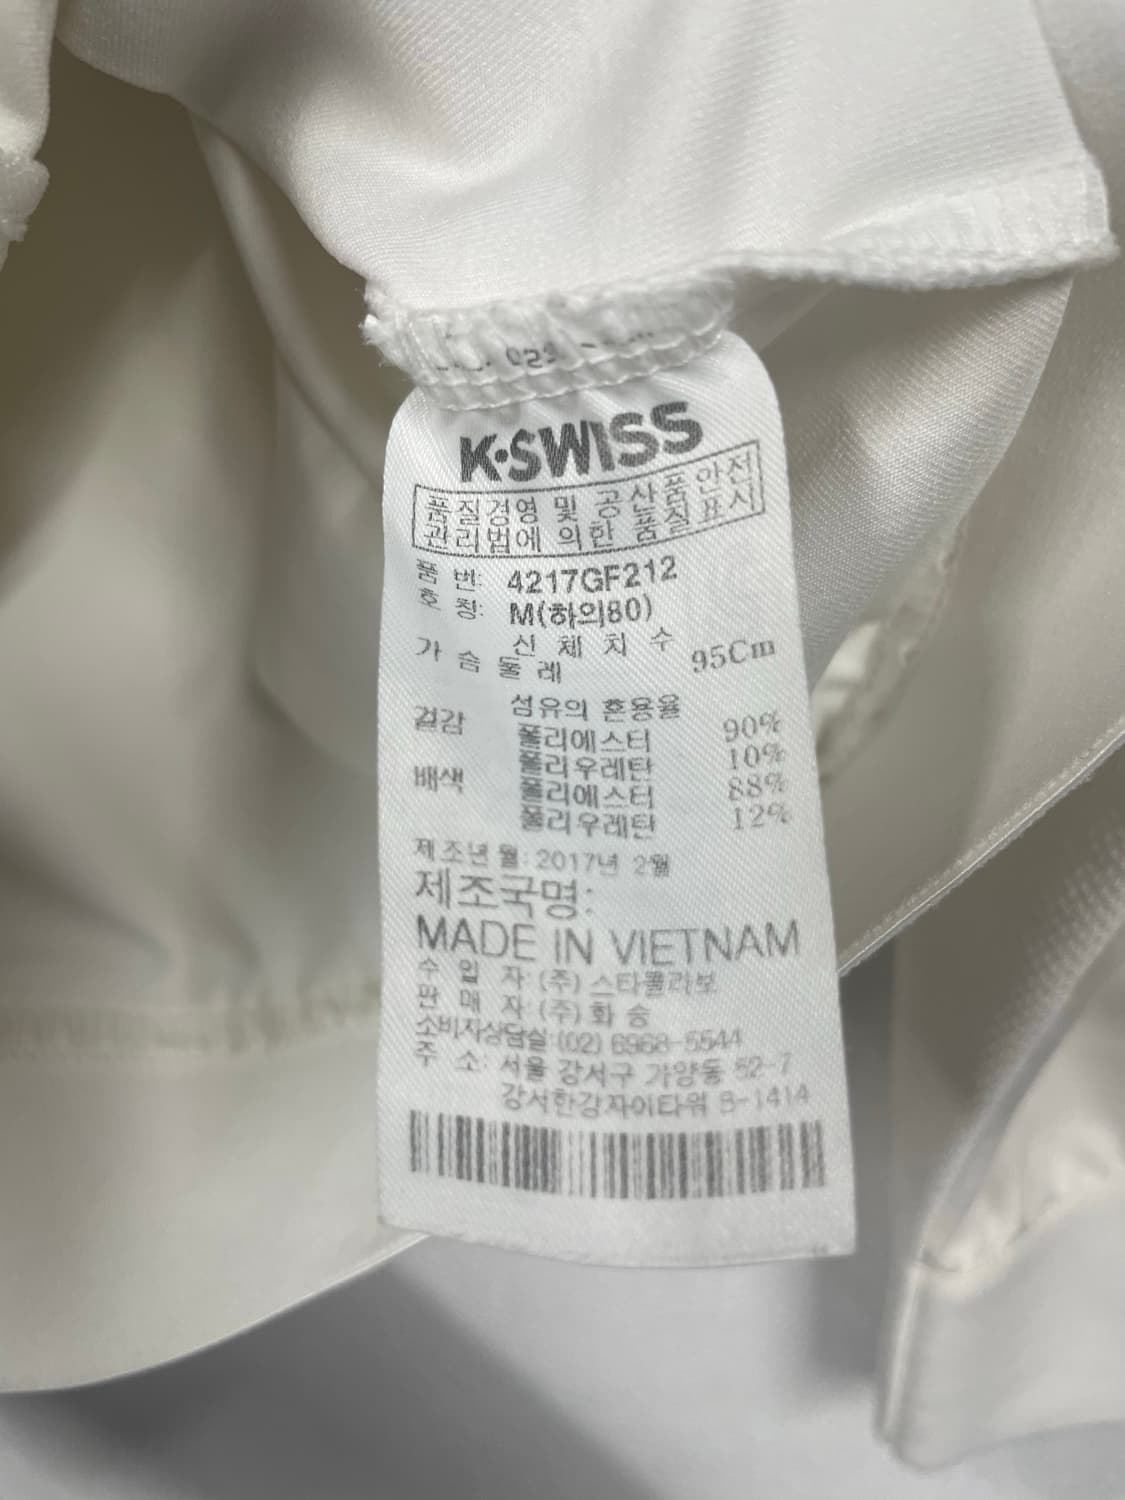 K·SWISS
품질경영 및 공산품안전
관리법에 의한 품질표시
품 번: 4217GF212
호 칭: M(하의80)
신 체 치 수
가 슴 둘 레 95Cm
섬유의 혼용율
겉감 폴리에스터 90%
폴리우레탄 10%
배색 폴리에스터 88%
폴리우레탄 12%
제조년월: 2017년 2월
제조국명:
MADE IN VIETNAM
수 입 자: (주) 스타콜라보
판 매 자: (주) 화 승
소비자상담실:(02) 6968-5544
주 소: 서울 강서구 가양동 52-7
강서한강자이타워 B-1414